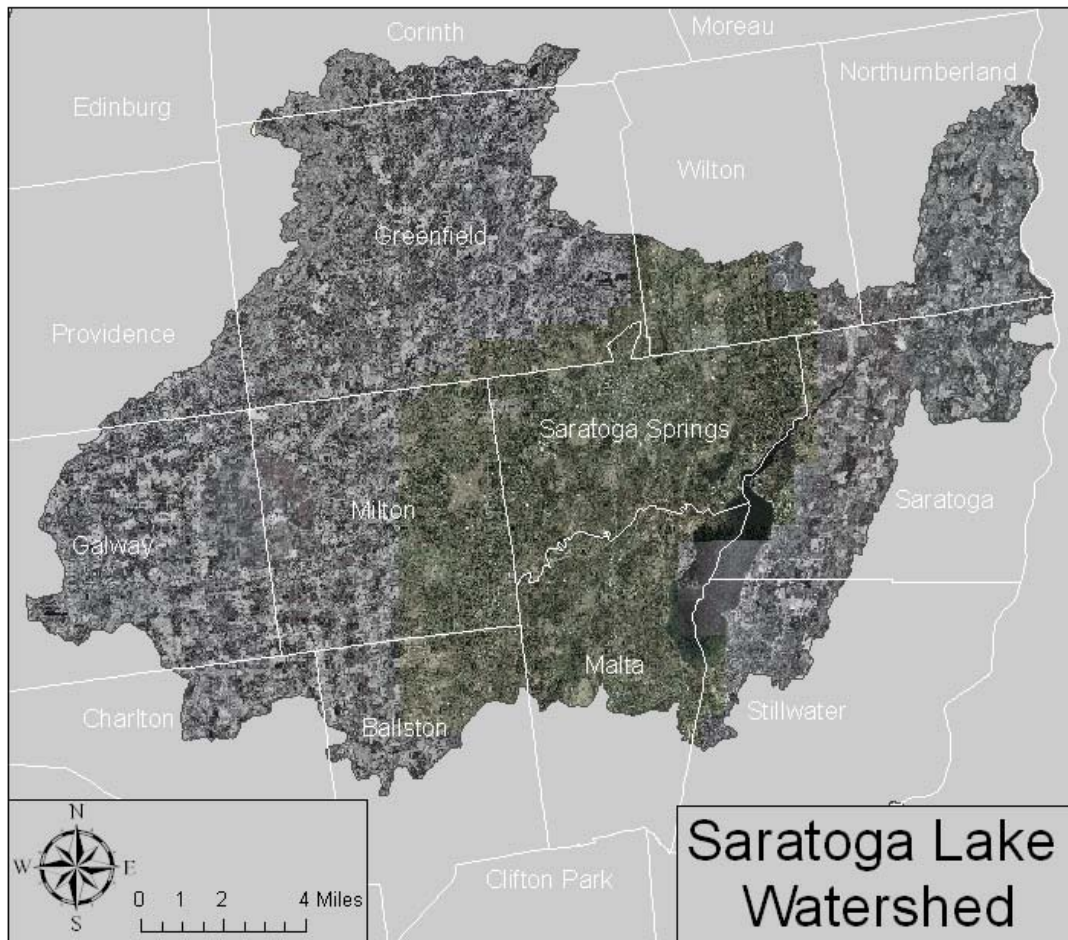 Corinth
Moreau
Northumberland
Edinburg
Wilton
Greenfield
Providence
Saratoga Springs
Saratoga
Milton
Galway
Malta
Stillwater
Charlton
Ballston
N
W E
S
0 1 2 4 Miles
Clifton Park
Saratoga Lake
Watershed